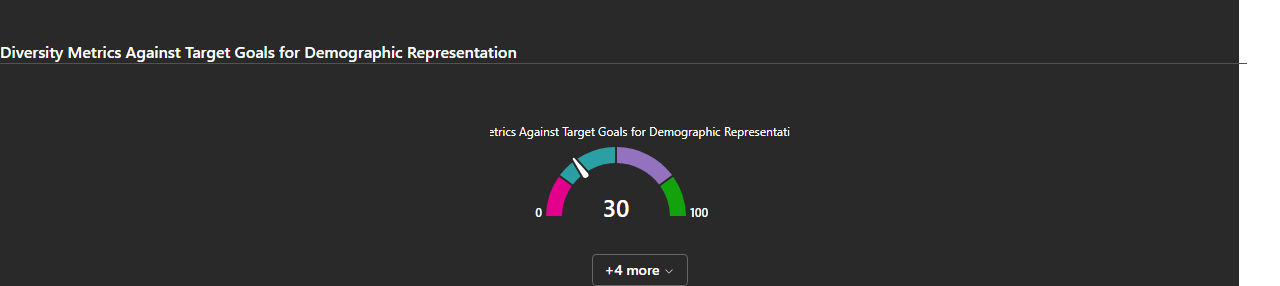 Diversity Metrics Against Target Goals for Demographic Representation
etrics Against Target Goals for Demographic Representati
30
0
100
+4 more